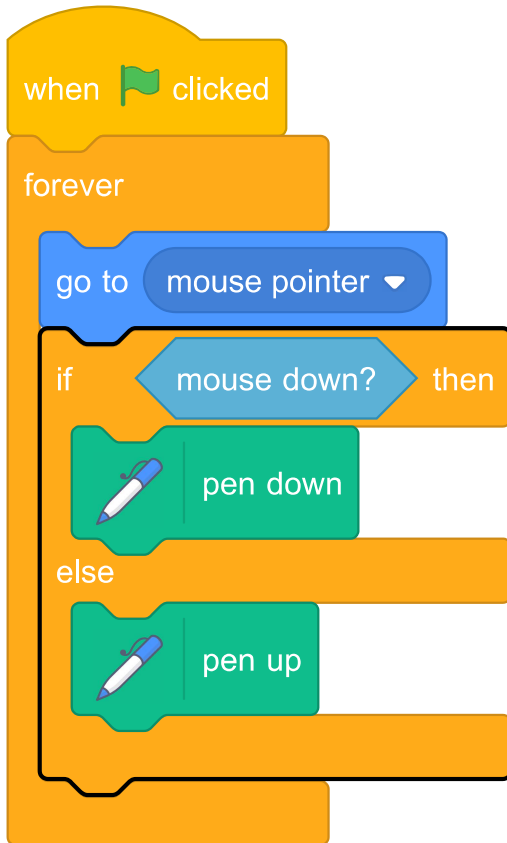 when clicked
forever
go to mouse pointer
if mouse down? then
pen down
else
pen up